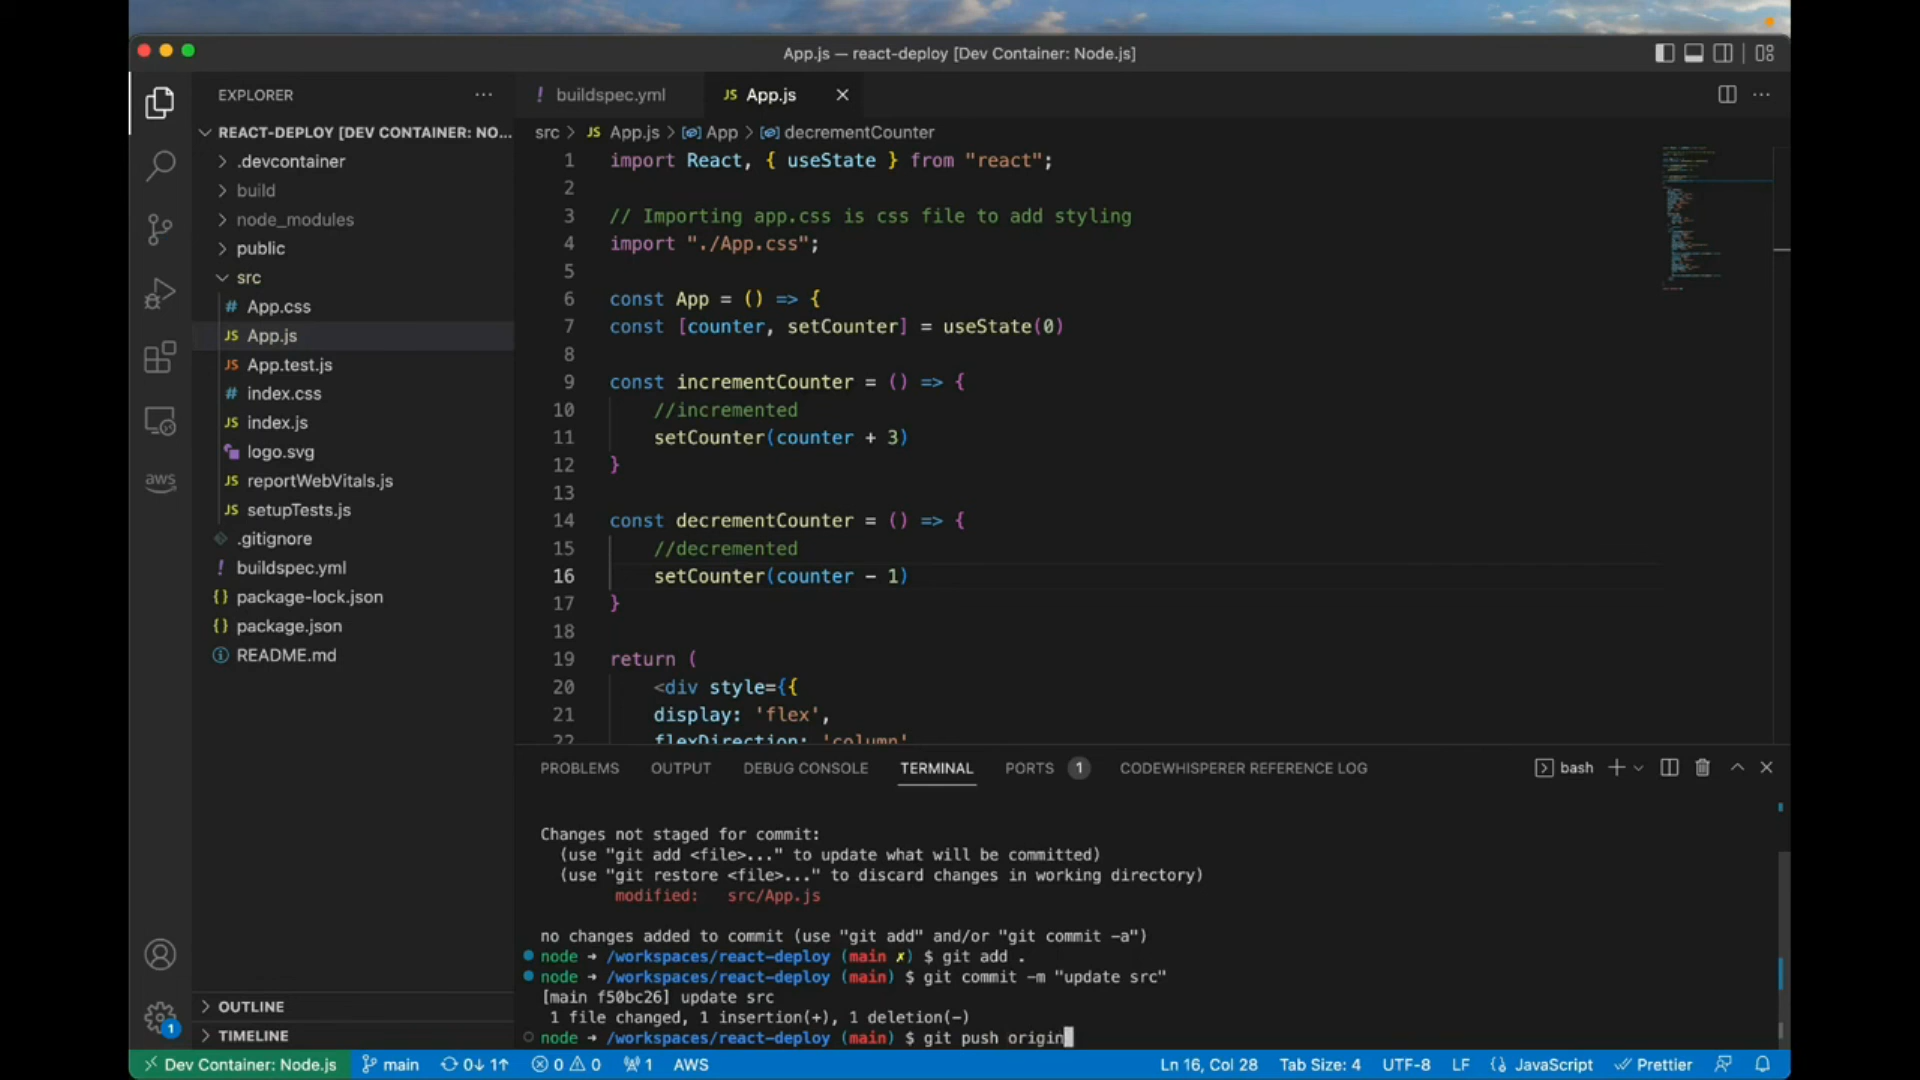 App.js — react-deploy [Dev Container: Node.js]
EXPLORER
REACT-DEPLOY [DEV CONTAINER: NO...
.devcontainer
build
node_modules
public
src
# App.css
JS App.js
JS App.test.js
# index.css
JS index.js
logo.svg
JS reportWebVitals.js
JS setupTests.js
.gitignore
! buildspec.yml
{} package-lock.json
{} package.json
README.md
OUTLINE
TIMELINE
aws
1
! buildspec.yml
JS App.js
src > JS App.js > App > decrementCounter
1 import React, { useState } from "react";
2
3 // Importing app.css is css file to add styling
4 import "./App.css";
5
6 const App = () => {
7 const [counter, setCounter] = useState(0)
8
9 const incrementCounter = () => {
10 //incremented
11 setCounter(counter + 3)
12 }
13
14 const decrementCounter = () => {
15 //decremented
16 setCounter(counter - 1)
17 }
18
19 return (
20 <div style={{
21 display: 'flex',
22 flexDirection: 'column'
PROBLEMS OUTPUT DEBUG CONSOLE TERMINAL PORTS 1 CODEWHISPERER REFERENCE LOG bash
Changes not staged for commit:
(use "git add <file>..." to update what will be committed)
(use "git restore <file>..." to discard changes in working directory)
modified: src/App.js
no changes added to commit (use "git add" and/or "git commit -a")
node → /workspaces/react-deploy (main ✗) $ git add .
node → /workspaces/react-deploy (main) $ git commit -m "update src"
[main f50bc26] update src
1 file changed, 1 insertion(+), 1 deletion(-)
node → /workspaces/react-deploy (main) $ git push origin
Dev Container: Node.js main 0↓ 1↑ 0 0 1 AWS Ln 16, Col 28 Tab Size: 4 UTF-8 LF {} JavaScript Prettier